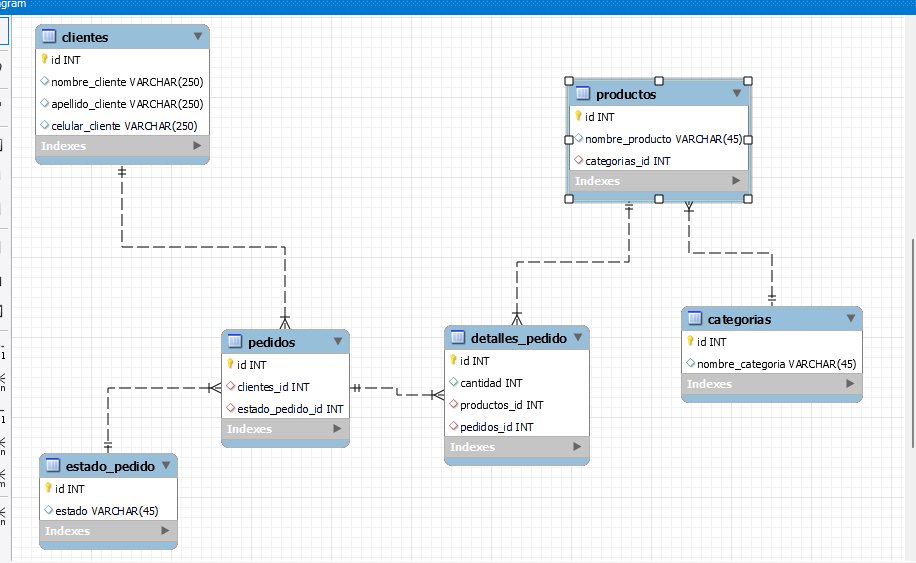 agram
clientes
id INT
nombre_cliente VARCHAR(250)
apellido_cliente VARCHAR(250)
celular_cliente VARCHAR(250)
Indexes
productos
id INT
nombre_producto VARCHAR(45)
categorias_id INT
Indexes
pedidos
id INT
clientes_id INT
estado_pedido_id INT
Indexes
detalles_pedido
id INT
cantidad INT
productos_id INT
pedidos_id INT
Indexes
categorias
id INT
nombre_categoria VARCHAR(45)
Indexes
estado_pedido
id INT
estado VARCHAR(45)
Indexes